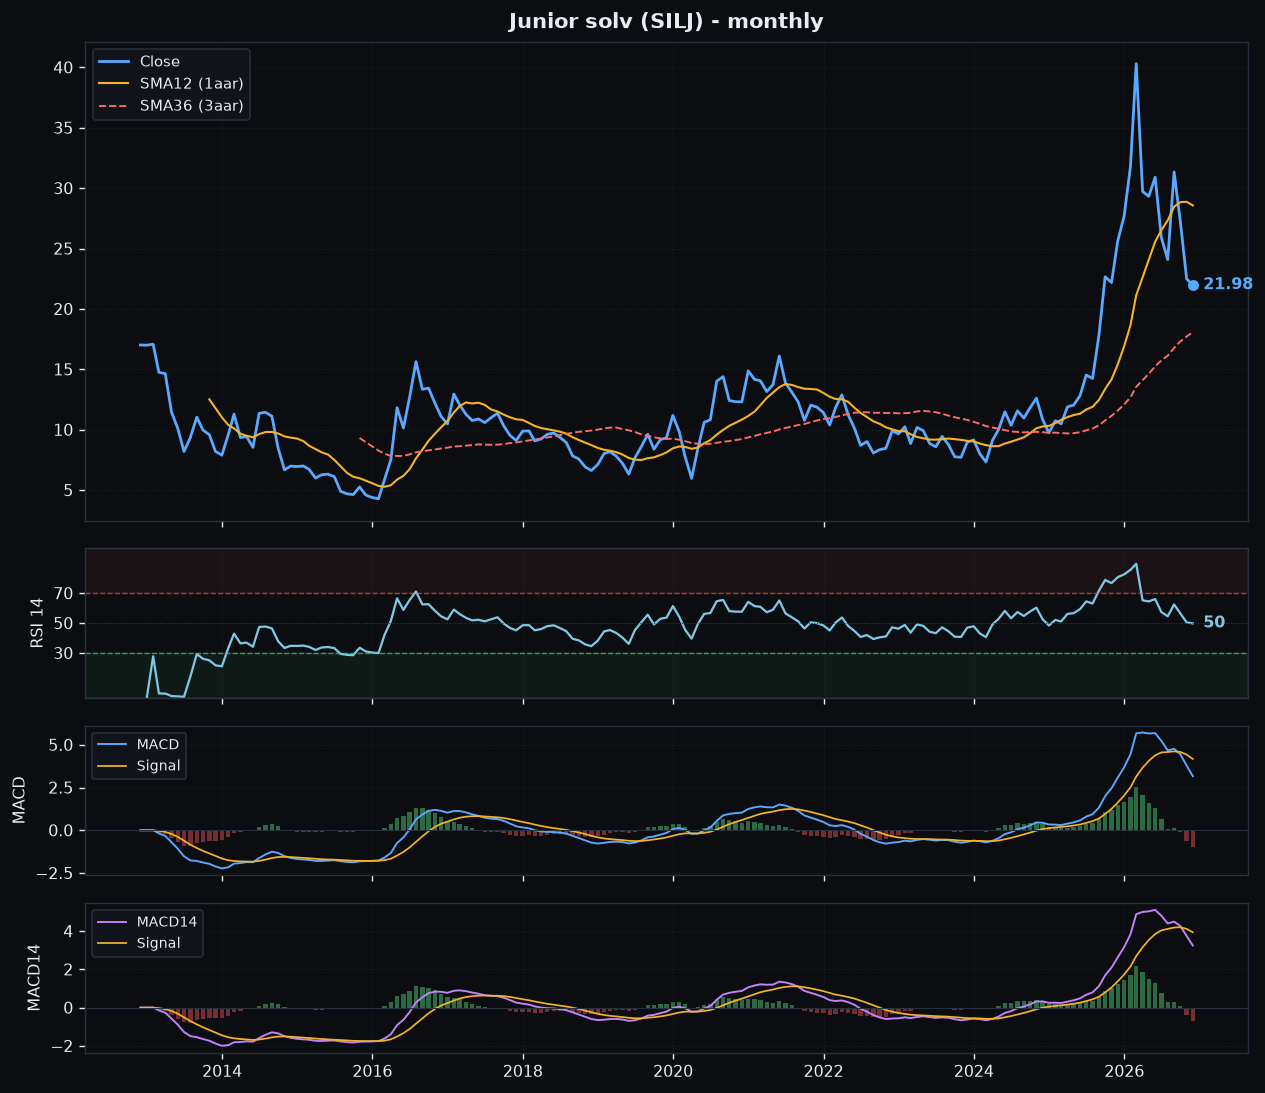 Junior solv (SILJ) - monthly
Close
SMA12 (1aar)
SMA36 (3aar)
40
35
30
25
20
15
10
5
21.98
RSI 14
70
50
30
50
MACD
MACD
Signal
5.0
2.5
0.0
−2.5
MACD14
MACD14
Signal
4
2
0
−2
2014
2016
2018
2020
2022
2024
2026